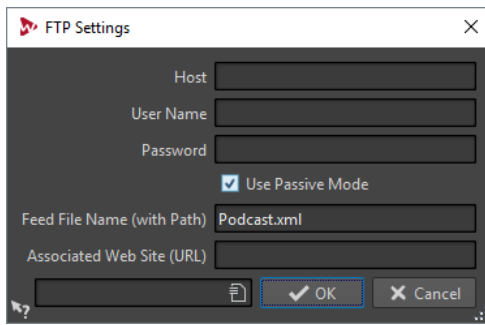 FTP Settings
Host
User Name
Password
Use Passive Mode
Feed File Name (with Path) Podcast.xml
Associated Web Site (URL)
OK Cancel
?